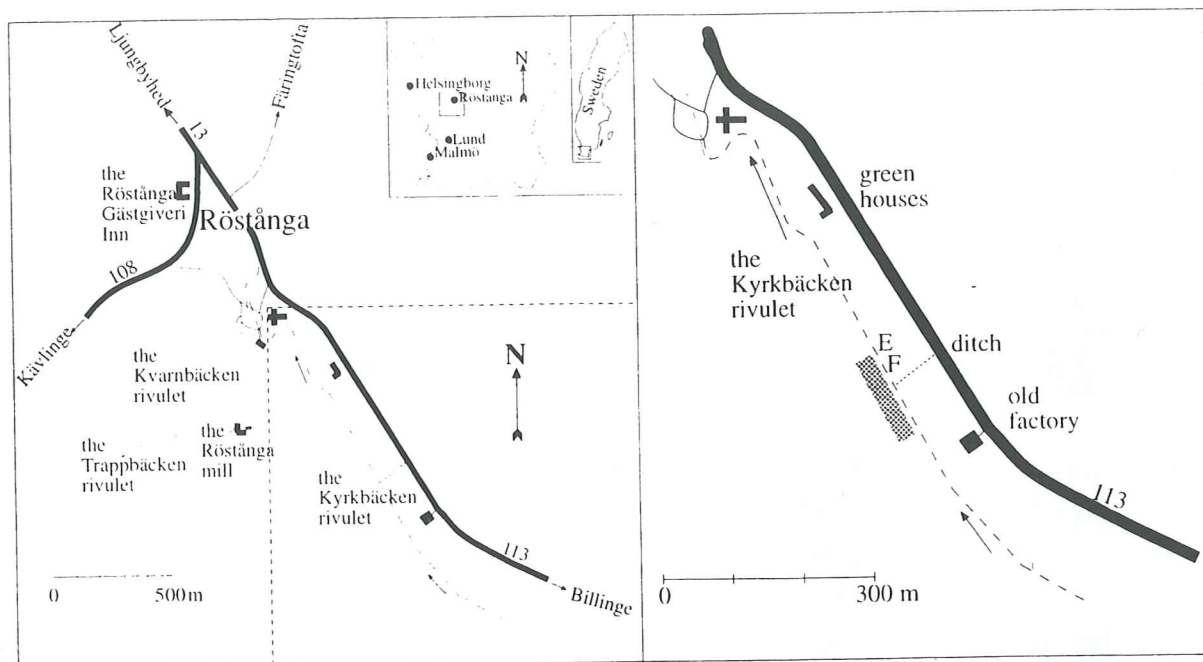 Ljungbyhed
Färingtofta
13
N
Helsingborg
Röstånga
Lund
Malmö
Sweden
the
Röstånga
Gästgiveri
Inn
Röstånga
108
Kävlinge
the
Kvarnbäcken
rivulet
N
the
Trappbäcken
rivulet
the
Röstånga
mill
the
Kyrkbäcken
rivulet
113
Billinge
0 500 m
green
houses
the
Kyrkbäcken
rivulet
E
F
ditch
old
factory
113
0 300 m